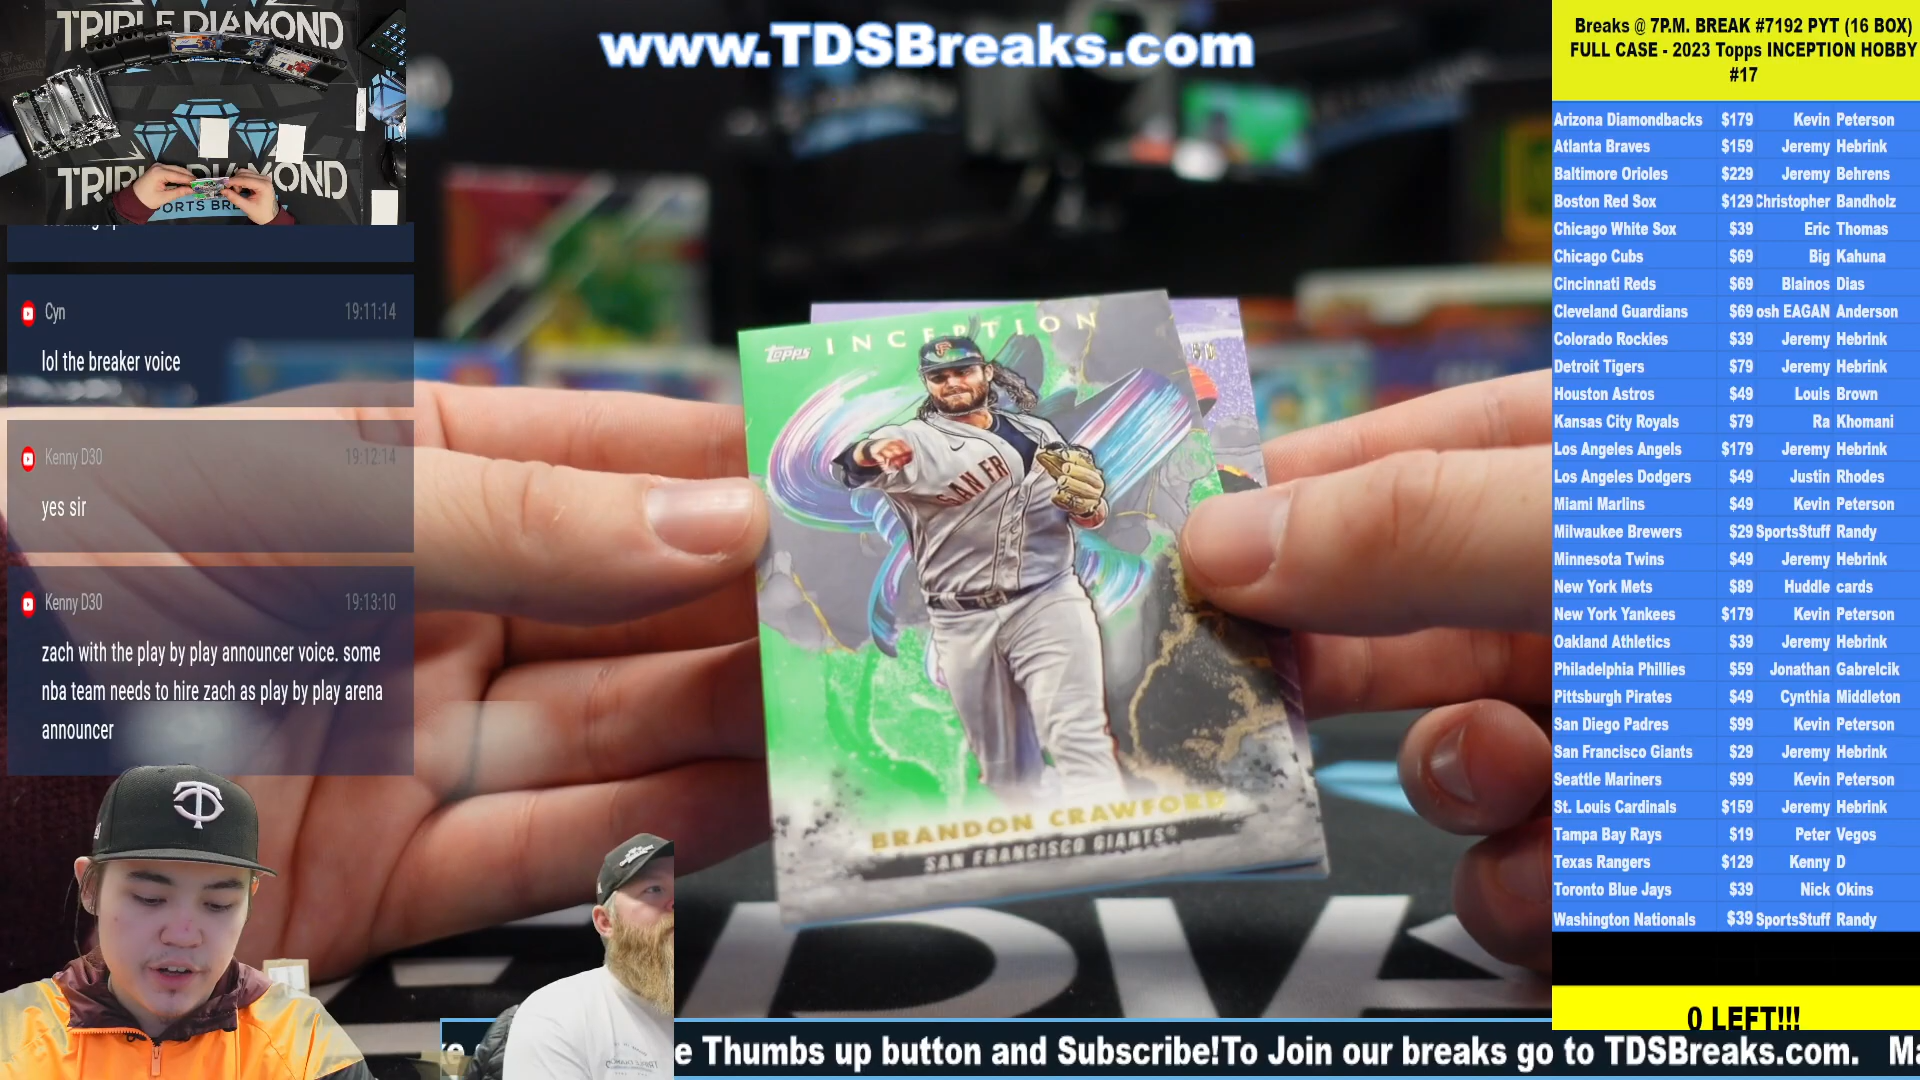 TRIPLE DIAMOND
TRIPLE DIAMOND
SPORTS BRE
www.TDSBreaks.com
Cyn 19:11:14
lol the breaker voice
Kenny D30 19:12:14
yes sir
Kenny D30 19:13:10
zach with the play by play announcer voice. some
nba team needs to hire zach as play by play arena
announcer
TOPPS INCEPTION
SAN FR
BRANDON CRAWFORD
SAN FRANCISCO GIANTS
Breaks @ 7P.M. BREAK #7192 PYT (16 BOX)
FULL CASE - 2023 Topps INCEPTION HOBBY
#17
Arizona Diamondbacks $179 Kevin Peterson
Atlanta Braves $159 Jeremy Hebrink
Baltimore Orioles $229 Jeremy Behrens
Boston Red Sox $129 Christopher Bandholz
Chicago White Sox $39 Eric Thomas
Chicago Cubs $69 Big Kahuna
Cincinnati Reds $69 Blainos Dias
Cleveland Guardians $69 osh EAGAN Anderson
Colorado Rockies $39 Jeremy Hebrink
Detroit Tigers $79 Jeremy Hebrink
Houston Astros $49 Louis Brown
Kansas City Royals $79 Ra Khomani
Los Angeles Angels $179 Jeremy Hebrink
Los Angeles Dodgers $49 Justin Rhodes
Miami Marlins $49 Kevin Peterson
Milwaukee Brewers $29 SportsStuff Randy
Minnesota Twins $49 Jeremy Hebrink
New York Mets $89 Huddle cards
New York Yankees $179 Kevin Peterson
Oakland Athletics $39 Jeremy Hebrink
Philadelphia Phillies $59 Jonathan Gabrelcik
Pittsburgh Pirates $49 Cynthia Middleton
San Diego Padres $99 Kevin Peterson
San Francisco Giants $29 Jeremy Hebrink
Seattle Mariners $99 Kevin Peterson
St. Louis Cardinals $159 Jeremy Hebrink
Tampa Bay Rays $19 Peter Vegos
Texas Rangers $129 Kenny D
Toronto Blue Jays $39 Nick Okins
Washington Nationals $39 SportsStuff Randy
0 LEFT!!!
e Thumbs up button and Subscribe!To Join our breaks go to TDSBreaks.com. Ma